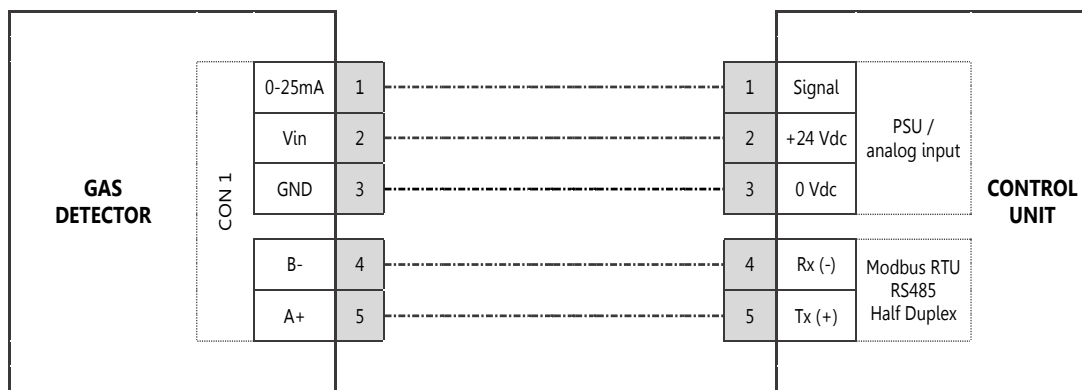 GAS
DETECTOR
CON 1
0-25mA 1
Vin 2
GND 3
B- 4
A+ 5
1 Signal
2 +24 Vdc
3 0 Vdc
PSU /
analog input
4 Rx (-)
5 Tx (+)
Modbus RTU
RS485
Half Duplex
CONTROL
UNIT